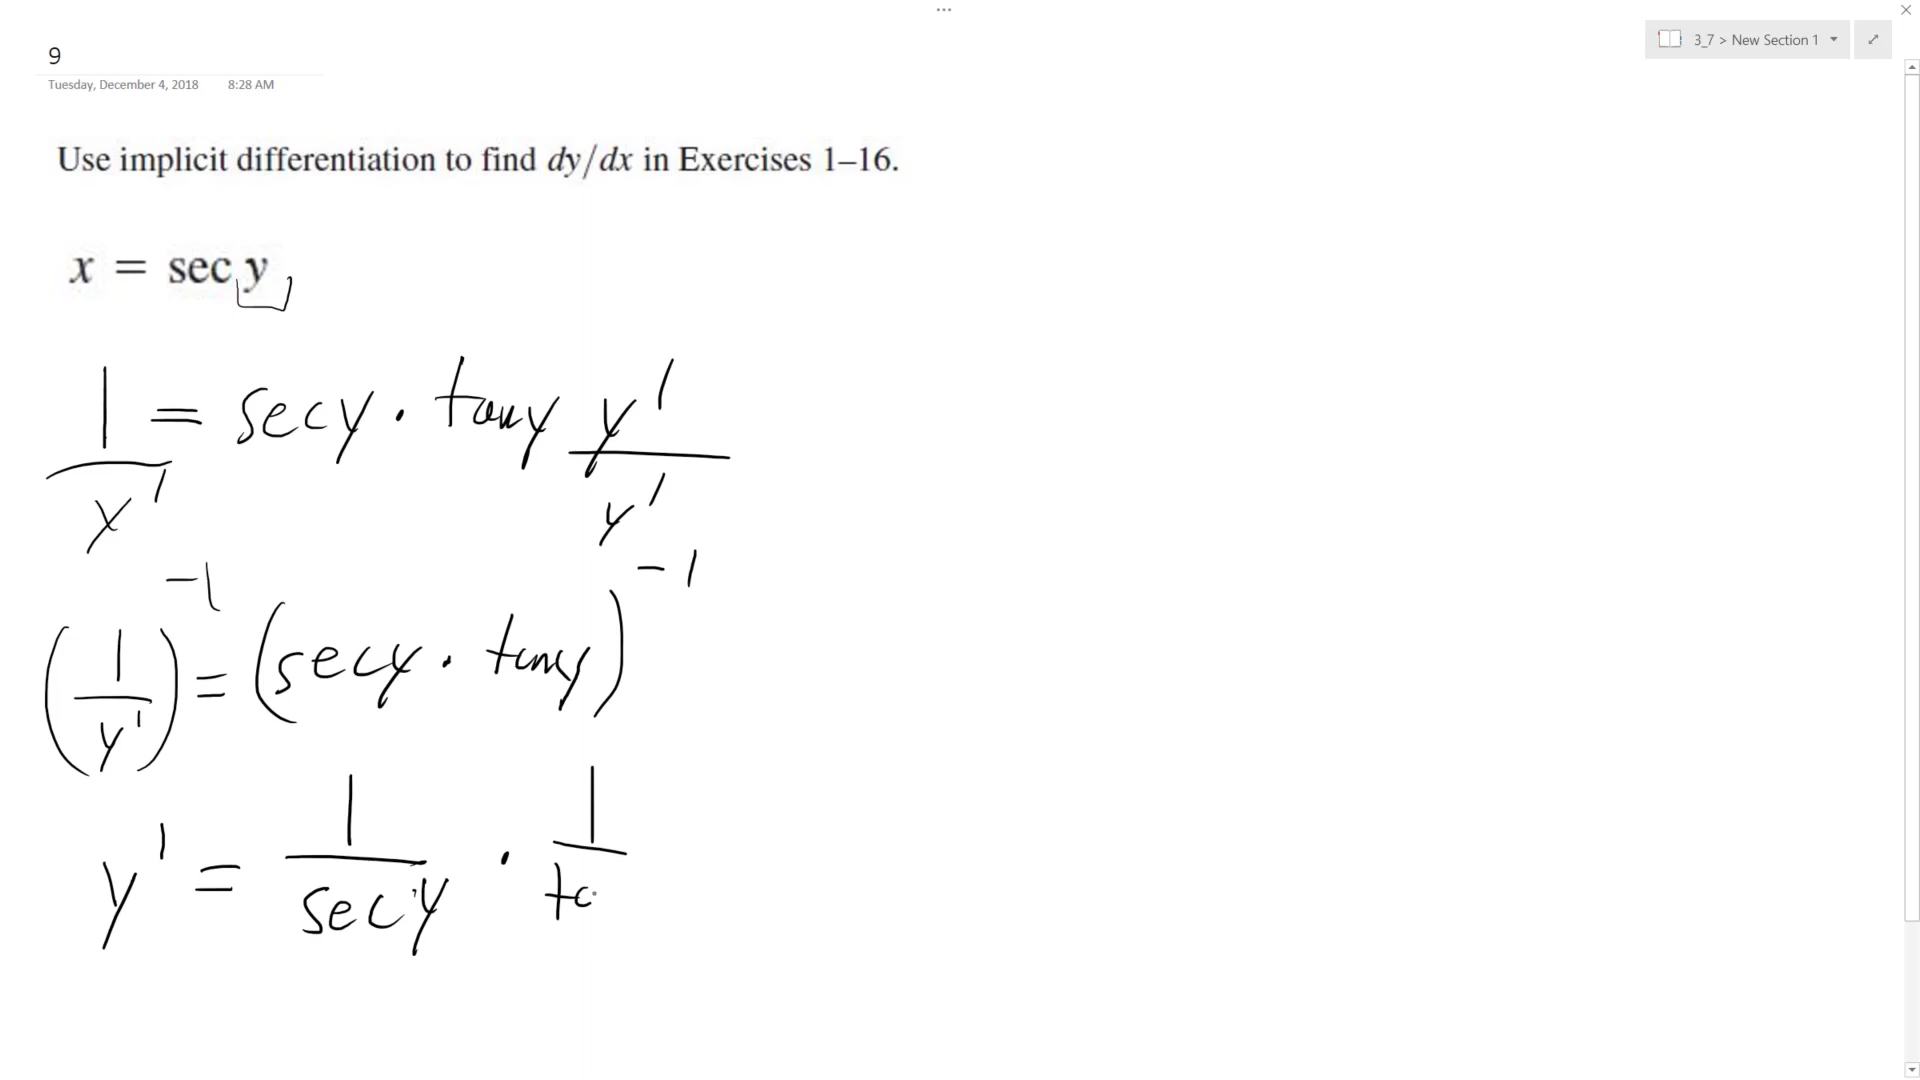 ...
3_7 > New Section 1
9
Tuesday, December 4, 2018 8:28 AM
Use implicit differentiation to find dy/dx in Exercises 1–16.
x = sec y
1/y' = sec y · tan y y'/y'
(1/y')^-1 = (sec y · tan y)^-1
y' = 1/sec y · 1/ta